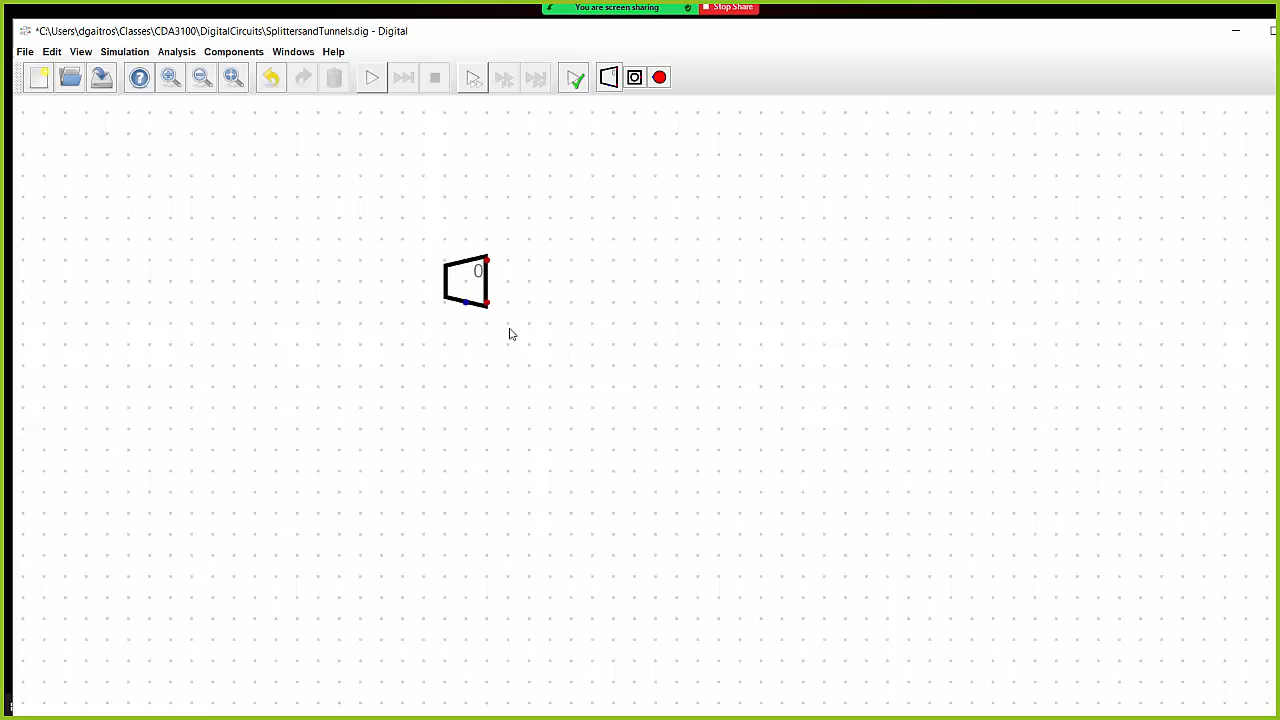 You are screen sharing
Stop Share
*C:\Users\dgaitros\Classes\CDA3100\DigitalCircuits\SplittersandTunnels.dig - Digital
File Edit View Simulation Analysis Components Windows Help
0